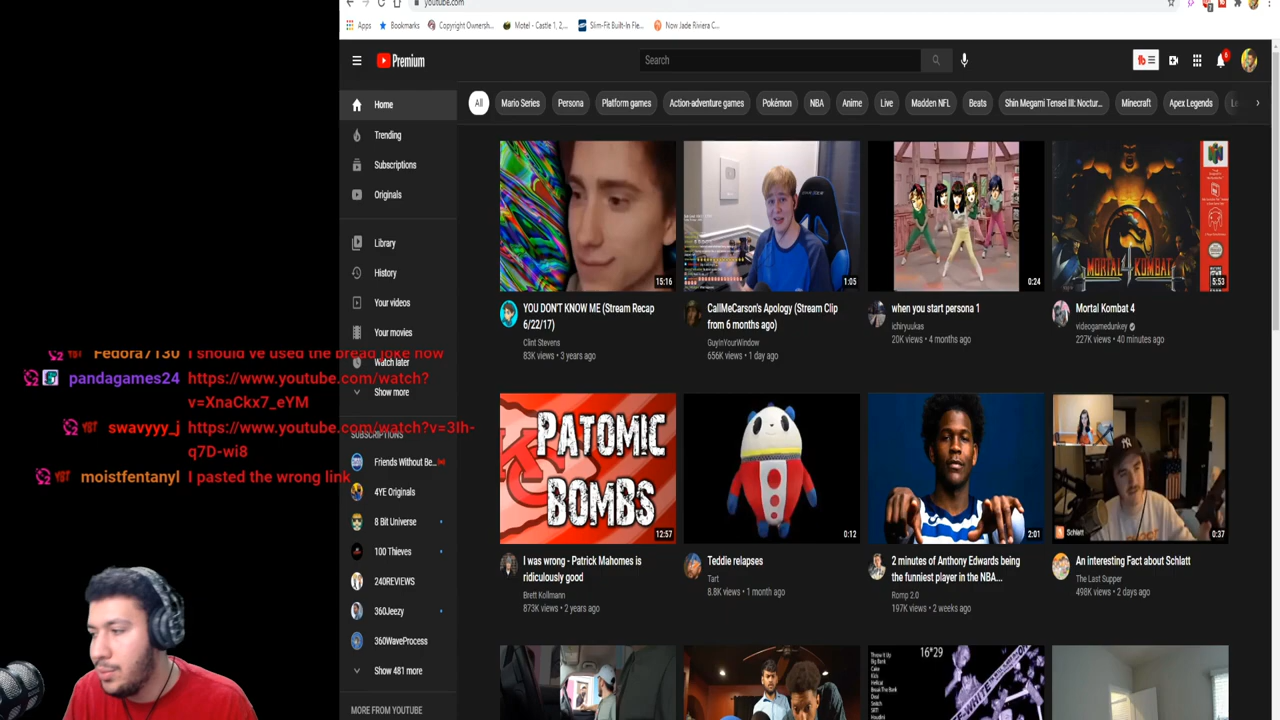 youtube.com
Apps
Bookmarks
Copyright Ownersh...
Motel - Castle 1, 2,...
Slim-Fit Built-In Fle...
Now Jade Riviera C...
Premium
Search
6
Home
Trending
Subscriptions
Originals
Library
History
Your videos
Your movies
Watch later
Show more
SUBSCRIPTIONS
Friends Without Be...
4YE Originals
8 Bit Universe
100 Thieves
240REVIEWS
360Jeezy
360WaveProcess
Show 481 more
MORE FROM YOUTUBE
All
Mario Series
Persona
Platform games
Action-adventure games
Pokémon
NBA
Anime
Live
Madden NFL
Beats
Shin Megami Tensei III: Noctur...
Minecraft
Apex Legends
15:16
YOU DON'T KNOW ME (Stream Recap
6/22/17)
Clint Stevens
83K views • 3 years ago
1:05
CallMeCarson's Apology (Stream Clip
from 6 months ago)
GuyInYourWindow
656K views • 1 day ago
0:24
when you start persona 1
ichiryuukas
20K views • 4 months ago
MORTAL KOMBAT
5:53
Mortal Kombat 4
videogamedunkey
227K views • 40 minutes ago
PATOMIC
BOMBS
12:57
I was wrong - Patrick Mahomes is
ridiculously good
Brett Kollmann
873K views • 2 years ago
0:12
Teddie relapses
Tart
8.8K views • 1 month ago
2:01
2 minutes of Anthony Edwards being
the funniest player in the NBA...
Romp 2.0
197K views • 2 weeks ago
Schlatt
0:37
An interesting Fact about Schlatt
The Last Supper
498K views • 2 days ago
16*29
Fedora7130 I should've used the bread joke now
pandagames24 https://www.youtube.com/watch?
v=XnaCkx7_eYM
swavyyy_j https://www.youtube.com/watch?v=3Ih-
q7D-wi8
moistfentanyl I pasted the wrong link